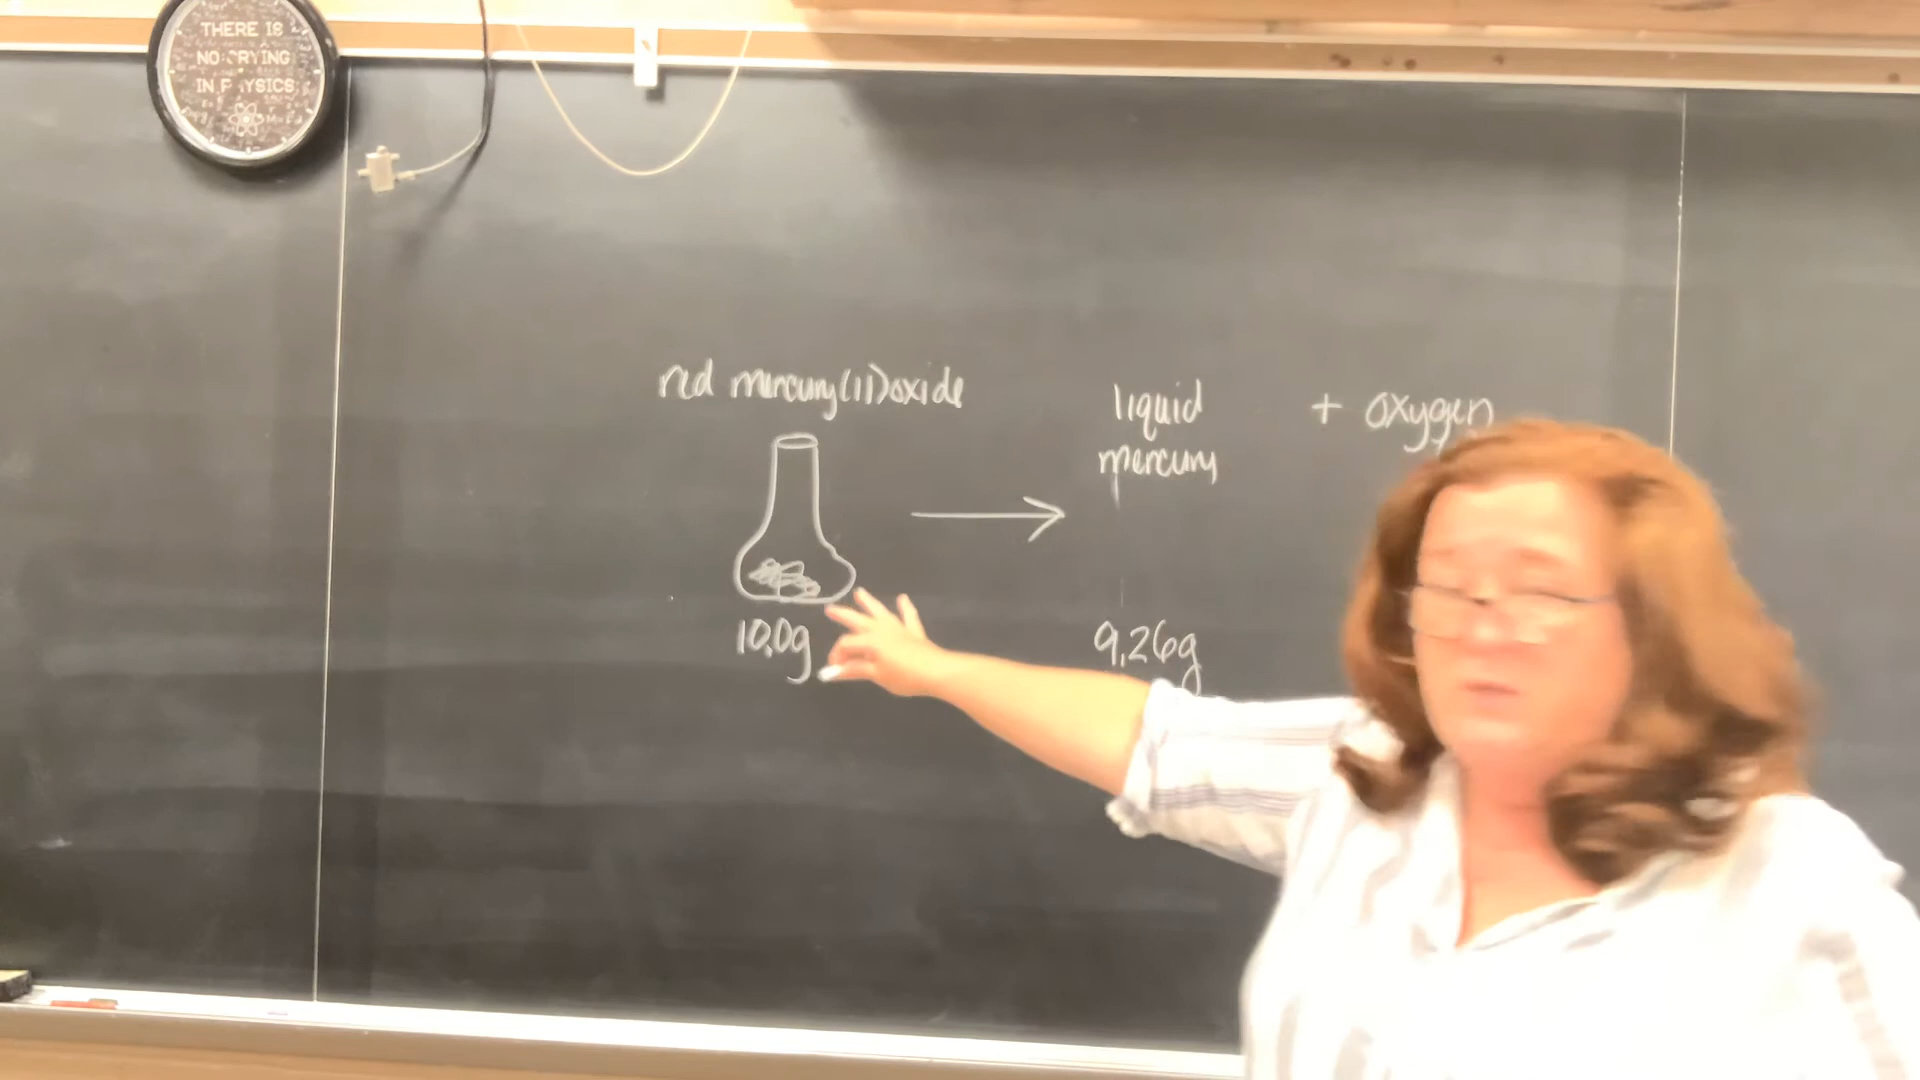 THERE IS
NO CRYING
IN PHYSICS
red mercury(II) oxide
liquid
mercury
+ oxygen
10.0g
9.26g